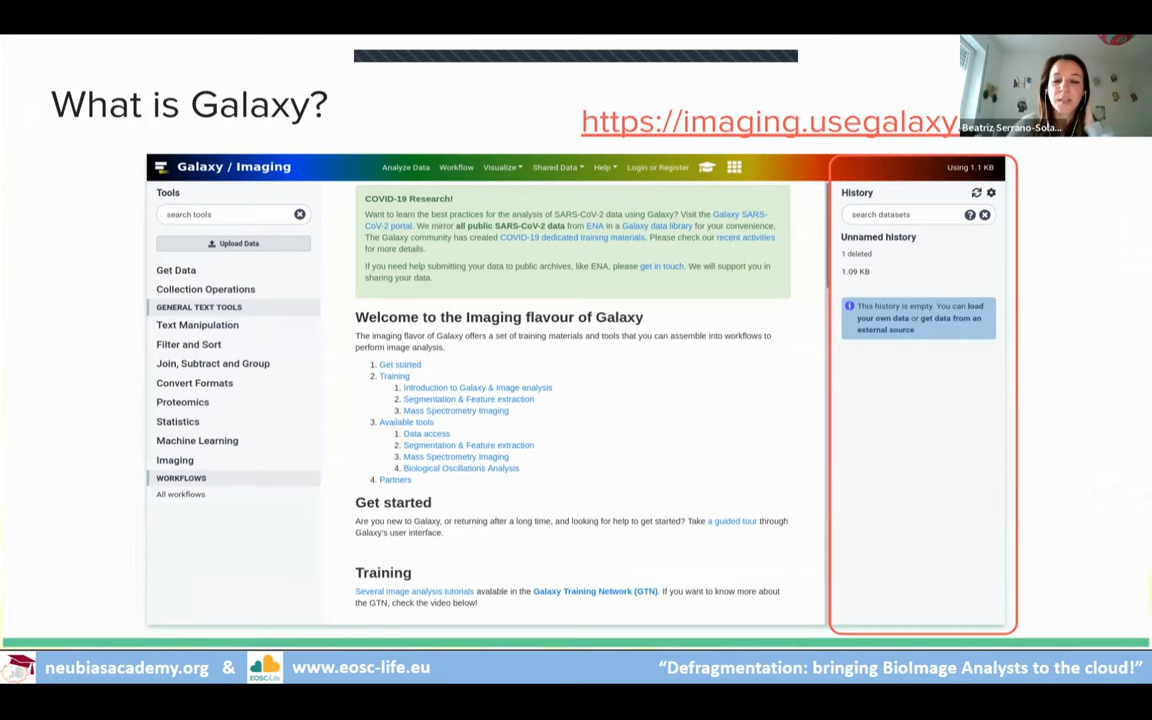 What is Galaxy?
https://imaging.usegalaxy.
Beatriz Serrano-Sola...
Galaxy / Imaging
Analyze Data
Workflow
Visualize
Shared Data
Help
Login or Register
Using 1.1 KB
Tools
search tools
Upload Data
Get Data
Collection Operations
GENERAL TEXT TOOLS
Text Manipulation
Filter and Sort
Join, Subtract and Group
Convert Formats
Proteomics
Statistics
Machine Learning
Imaging
WORKFLOWS
All workflows
COVID-19 Research!
Want to learn the best practices for the analysis of SARS-CoV-2 data using Galaxy? Visit the Galaxy SARS-
CoV-2 portal. We mirror all public SARS-CoV-2 data from ENA in a Galaxy data library for your convenience.
The Galaxy community has created COVID-19 dedicated training materials. Please check our recent activities
for more details.
If you need help submitting your data to public archives, like ENA, please get in touch. We will support you in
sharing your data.
Welcome to the Imaging flavour of Galaxy
The imaging flavor of Galaxy offers a set of training materials and tools that you can assemble into workflows to
perform image analysis.
1. Get started
2. Training
1. Introduction to Galaxy & Image analysis
2. Segmentation & Feature extraction
3. Mass Spectrometry Imaging
3. Available tools
1. Data access
2. Segmentation & Feature extraction
3. Mass Spectrometry Imaging
4. Biological Oscillations Analysis
4. Partners
Get started
Are you new to Galaxy, or returning after a long time, and looking for help to get started? Take a guided tour through
Galaxy's user interface.
Training
Several image analysis tutorials avalable in the Galaxy Training Network (GTN). If you want to know more about
the GTN, check the video below!
History
search datasets
Unnamed history
1 deleted
1.09 KB
This history is empty. You can load
your own data or get data from an
external source
neubiasacademy.org & EOSC-Life www.eosc-life.eu
“Defragmentation: bringing BioImage Analysts to the cloud!”